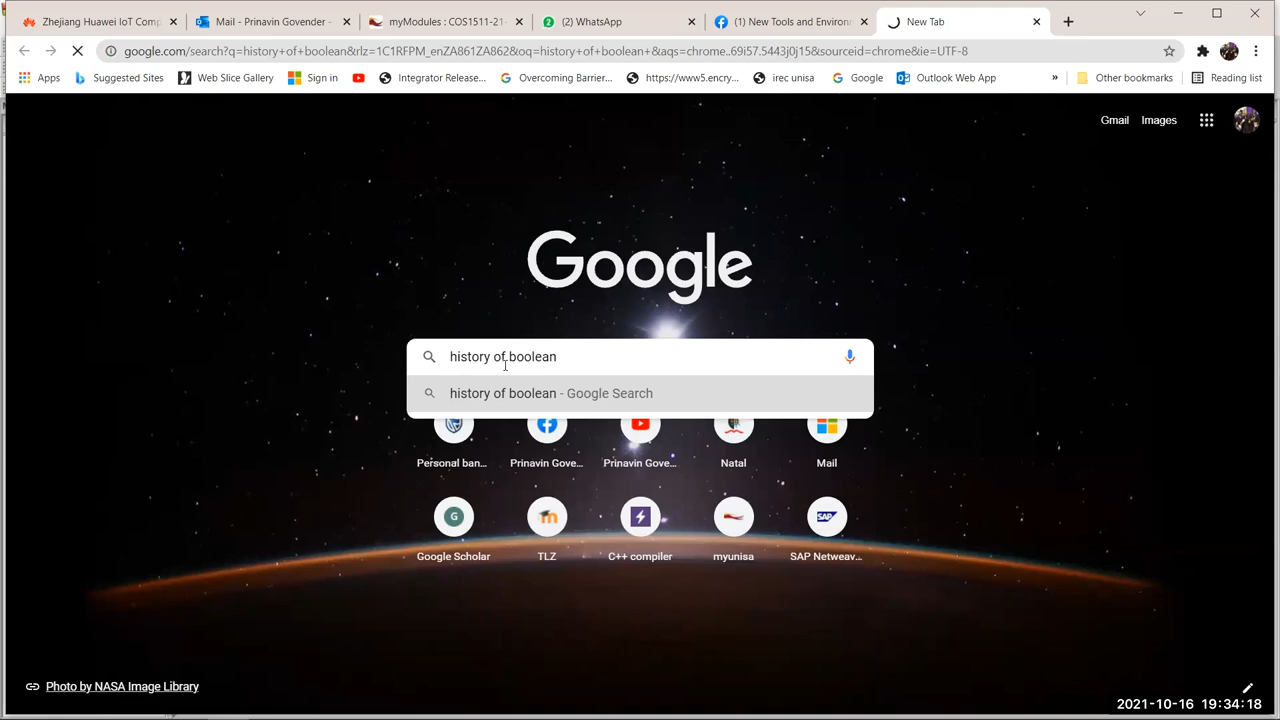 Zhejiang Huawei IoT Comp
Mail - Prinavin Govender -
myModules : COS1511-21-
(2) WhatsApp
(1) New Tools and Environ
New Tab
google.com/search?q=history+of+boolean&rlz=1C1RFPM_enZA861ZA862&oq=history+of+boolean+&aqs=chrome..69i57.5443j0j15&sourceid=chrome&ie=UTF-8
Apps
Suggested Sites
Web Slice Gallery
Sign in
Integrator Release...
Overcoming Barrier...
https://www5.encry...
irec unisa
Google
Outlook Web App
»
Other bookmarks
Reading list
Gmail
Images
Google
history of boolean
history of boolean - Google Search
Personal ban...
Prinavin Gove...
Prinavin Gove...
Natal
Mail
G
Google Scholar
TLZ
C++ compiler
myunisa
SAP
SAP Netweav...
Photo by NASA Image Library
2021-10-16 19:34:18